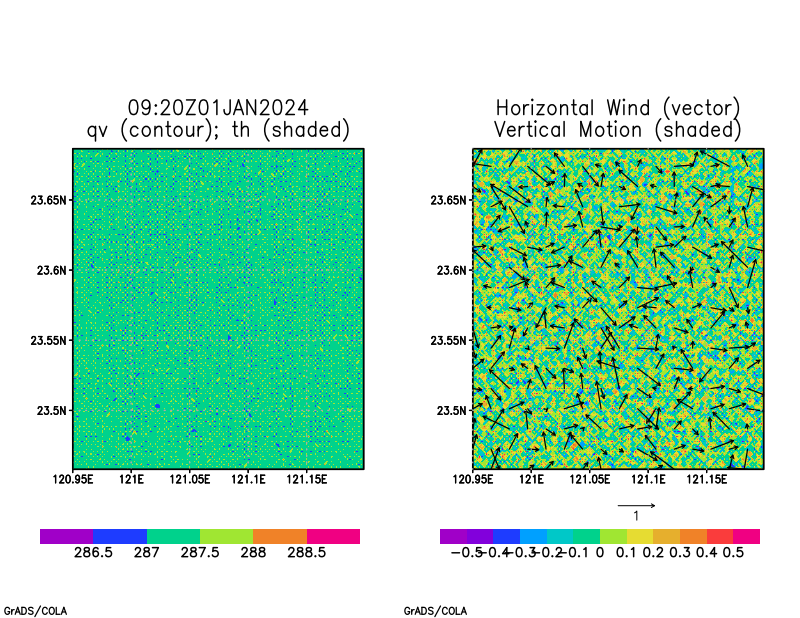 09:20Z01JAN2024
qv (contour); th (shaded)
23.65N
23.6N
23.55N
23.5N
120.95E 121E 121.05E 121.1E 121.15E
286.5 287 287.5 288 288.5
GrADS/COLA
Horizontal Wind (vector)
Vertical Motion (shaded)
23.65N
23.6N
23.55N
23.5N
120.95E 121E 121.05E 121.1E 121.15E
1
-0.5 -0.4 -0.3 -0.2 -0.1 0 0.1 0.2 0.3 0.4 0.5
GrADS/COLA